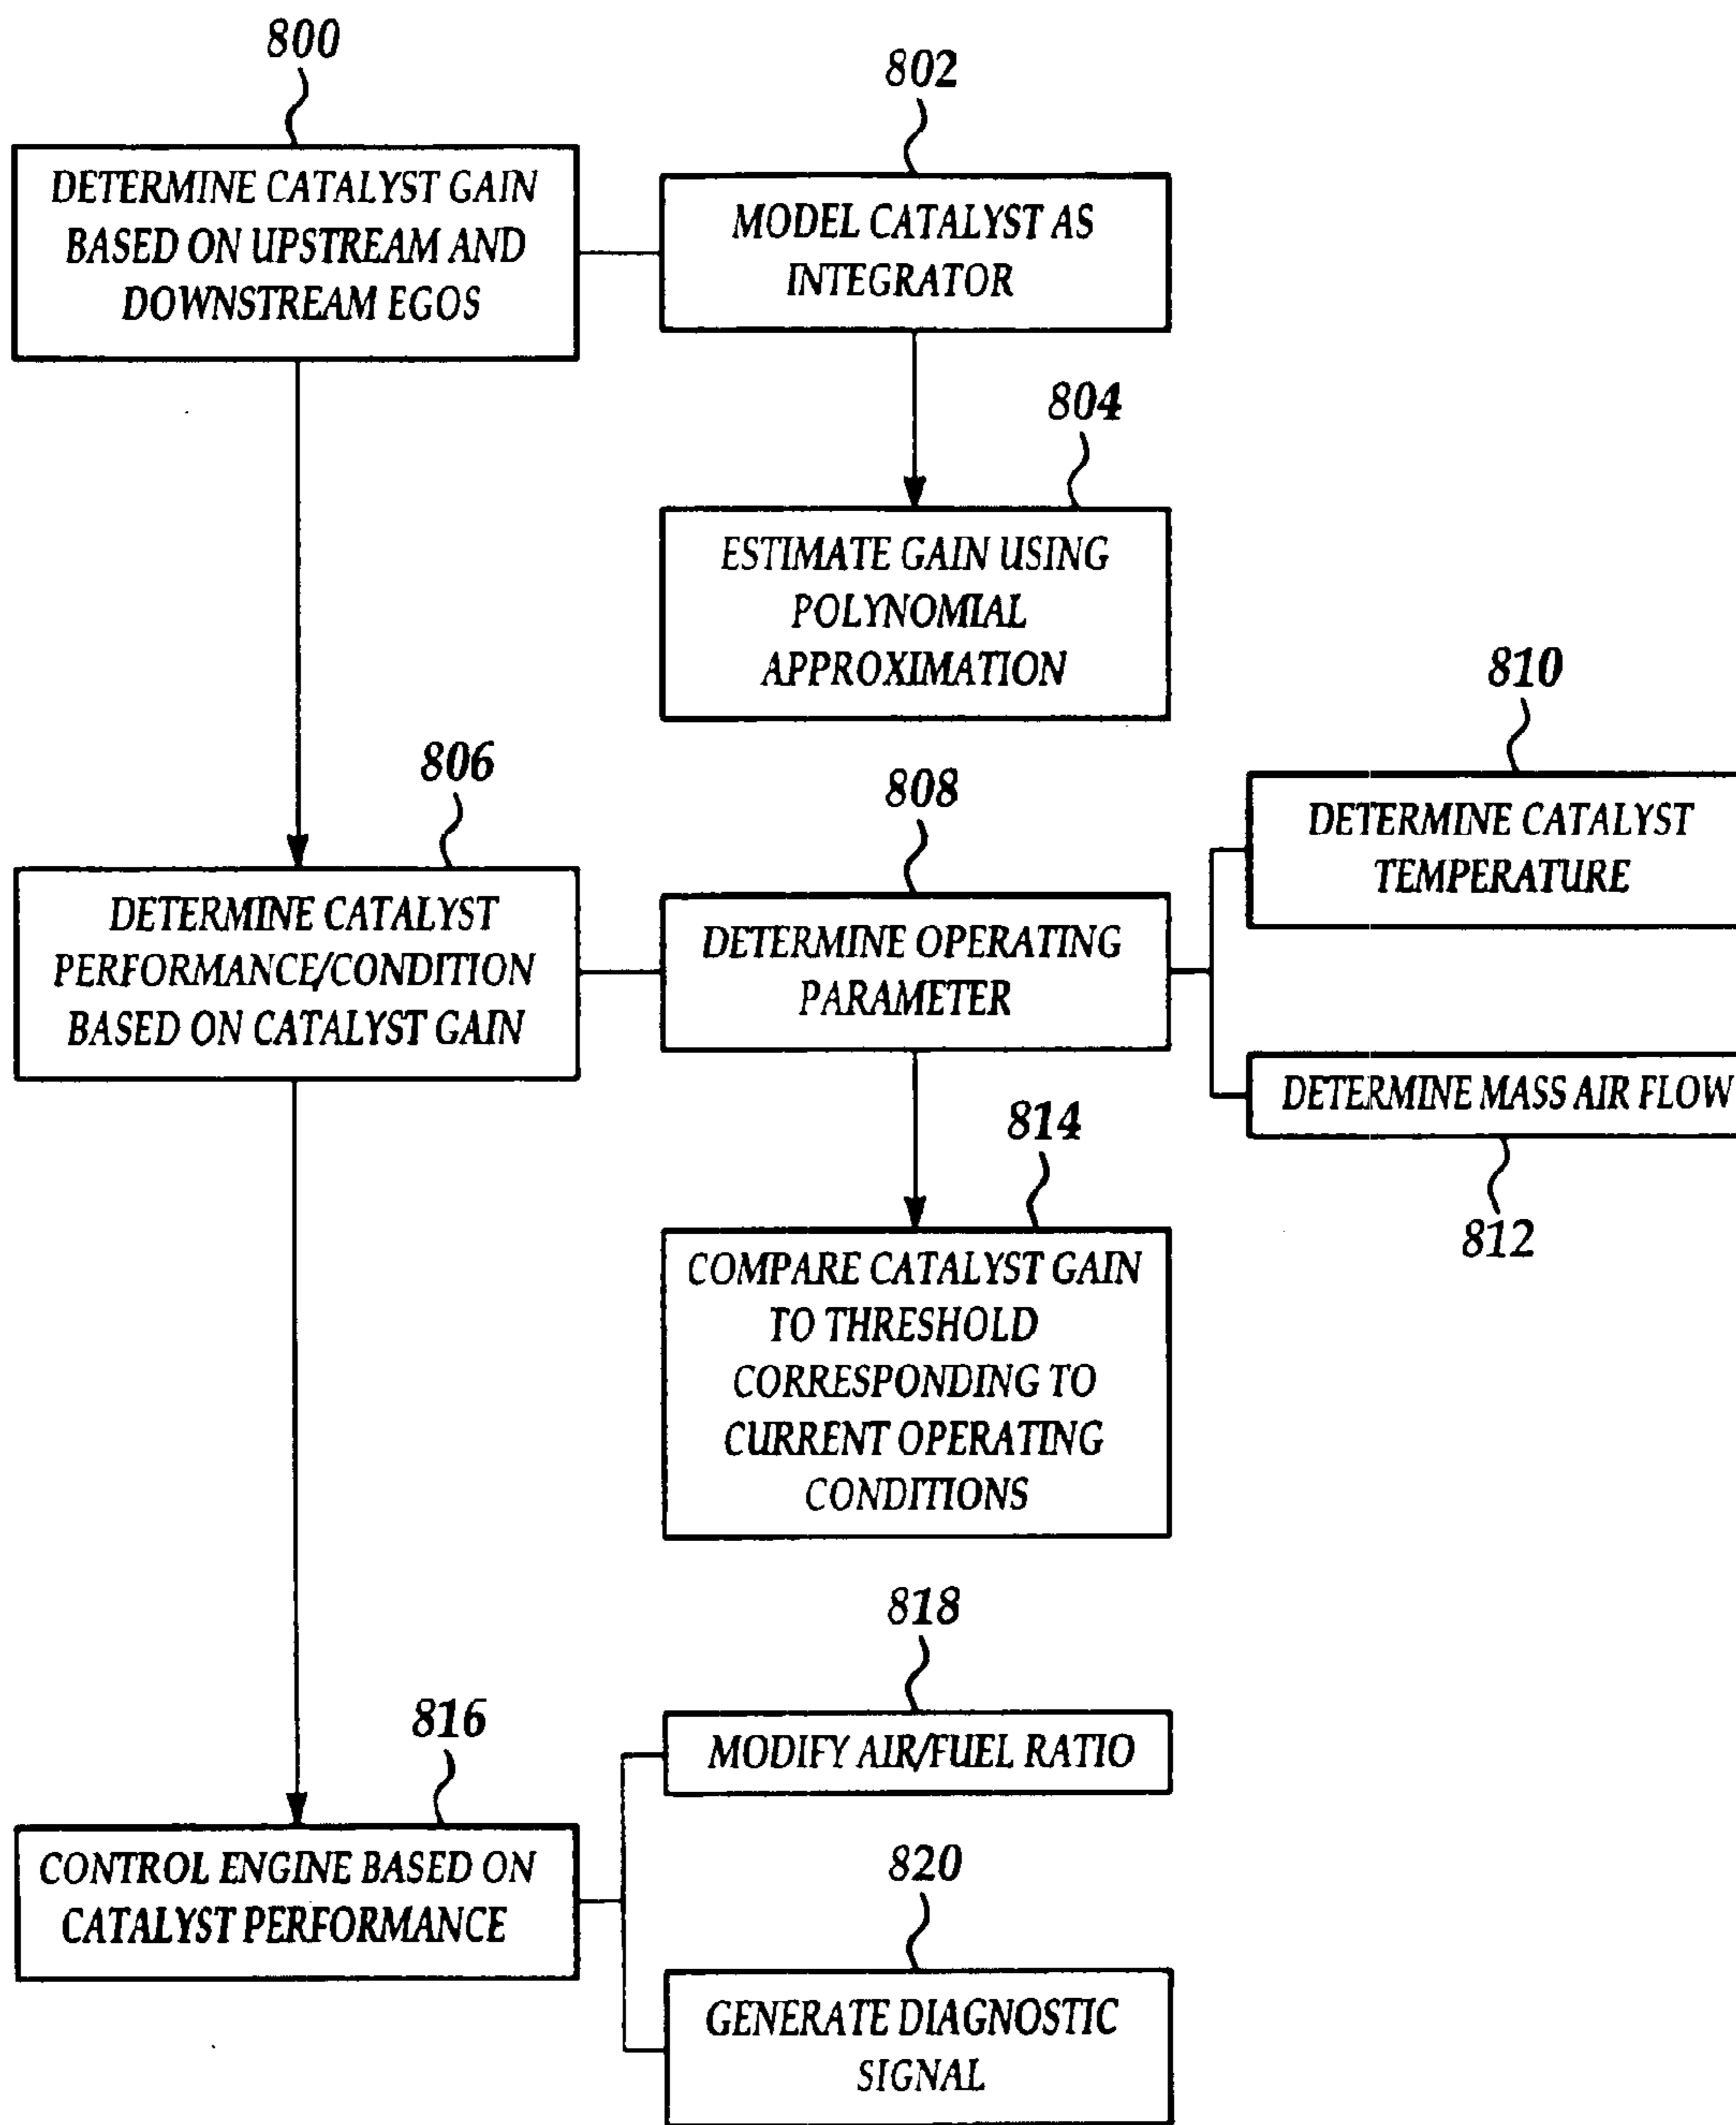 800
DETERMINE CATALYST GAIN
BASED ON UPSTREAM AND
DOWNSTREAM EGOS
802
MODEL CATALYST AS
INTEGRATOR
804
ESTIMATE GAIN USING
POLYNOMIAL
APPROXIMATION
806
DETERMINE CATALYST
PERFORMANCE/CONDITION
BASED ON CATALYST GAIN
808
DETERMINE OPERATING
PARAMETER
810
DETERMINE CATALYST
TEMPERATURE
DETERMINE MASS AIR FLOW
812
814
COMPARE CATALYST GAIN
TO THRESHOLD
CORRESPONDING TO
CURRENT OPERATING
CONDITIONS
816
CONTROL ENGINE BASED ON
CATALYST PERFORMANCE
818
MODIFY AIR/FUEL RATIO
820
GENERATE DIAGNOSTIC
SIGNAL